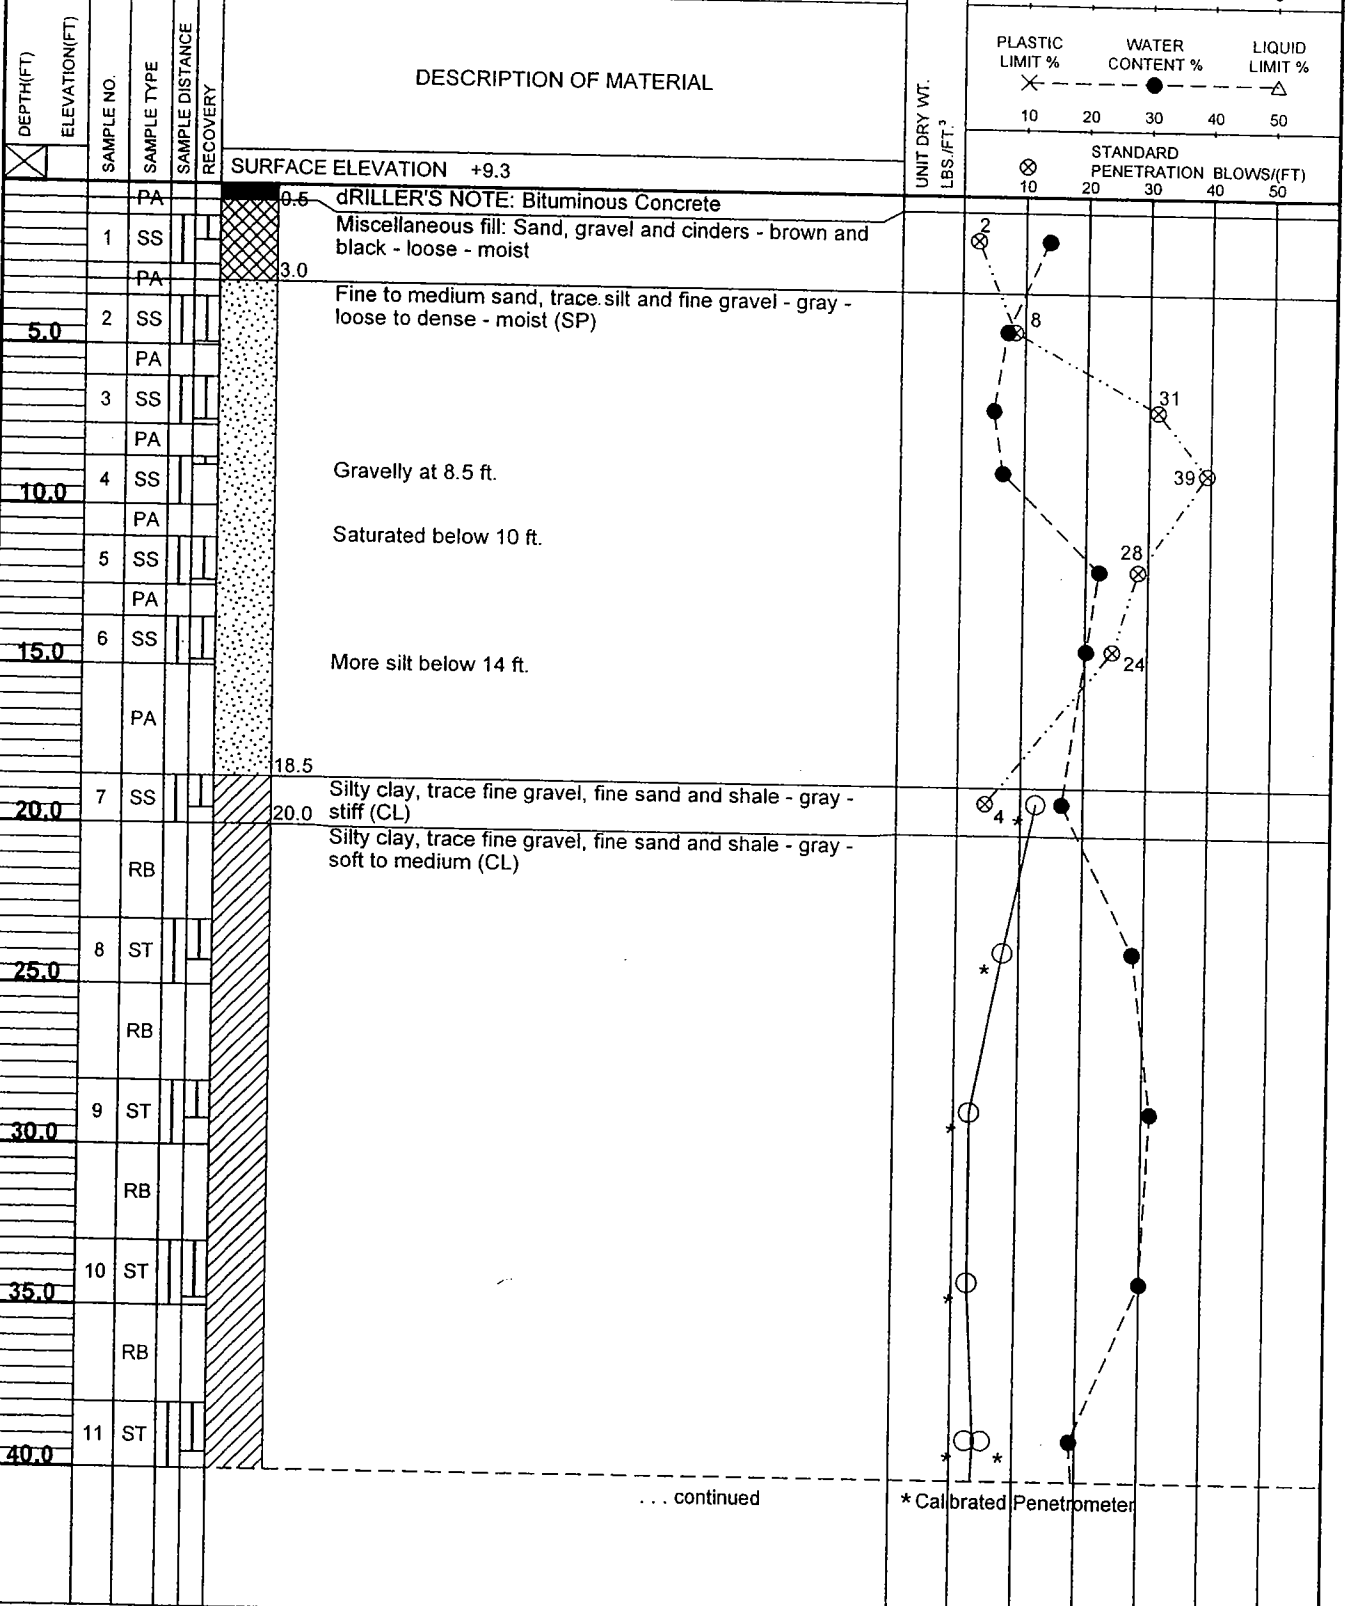 DEPTH(FT)
ELEVATION(FT)
SAMPLE NO.
SAMPLE TYPE
SAMPLE DISTANCE
RECOVERY
DESCRIPTION OF MATERIAL
SURFACE ELEVATION +9.3
UNIT DRY WT.
LBS./FT.³
PLASTIC
LIMIT %
WATER
CONTENT %
LIQUID
LIMIT %
10 20 30 40 50
STANDARD
PENETRATION BLOWS/(FT)
10 20 30 40 50
PA
0.5
dRILLER'S NOTE: Bituminous Concrete
1 SS
Miscellaneous fill: Sand, gravel and cinders - brown and
black - loose - moist
2
PA
3.0
2 SS
Fine to medium sand, trace silt and fine gravel - gray -
loose to dense - moist (SP)
8
5.0
PA
3 SS
31
PA
4 SS
Gravelly at 8.5 ft.
39
10.0
PA
Saturated below 10 ft.
5 SS
28
PA
6 SS
15.0
More silt below 14 ft.
24
PA
18.5
7 SS
Silty clay, trace fine gravel, fine sand and shale - gray -
stiff (CL)
20.0
20.0
4 *
Silty clay, trace fine gravel, fine sand and shale - gray -
soft to medium (CL)
RB
8 ST
*
25.0
RB
9 ST
*
30.0
RB
10 ST
*
35.0
RB
11 ST
* *
40.0
. . . continued
* Calibrated Penetrometer